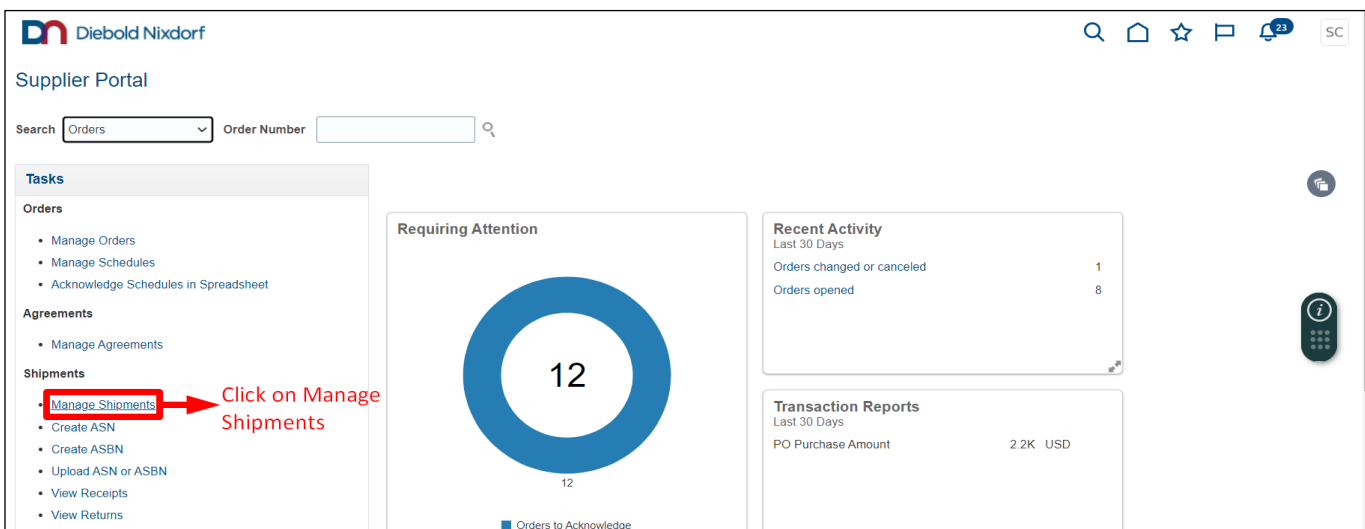 DN Diebold Nixdorf
23
SC
Supplier Portal
Search Orders Order Number
Tasks
Orders
• Manage Orders
• Manage Schedules
• Acknowledge Schedules in Spreadsheet
Agreements
• Manage Agreements
Shipments
• Manage Shipments
Click on Manage
Shipments
• Create ASN
• Create ASBN
• Upload ASN or ASBN
• View Receipts
• View Returns
Requiring Attention
12
12
Orders to Acknowledge
Recent Activity
Last 30 Days
Orders changed or canceled 1
Orders opened 8
Transaction Reports
Last 30 Days
PO Purchase Amount 2.2K USD
i